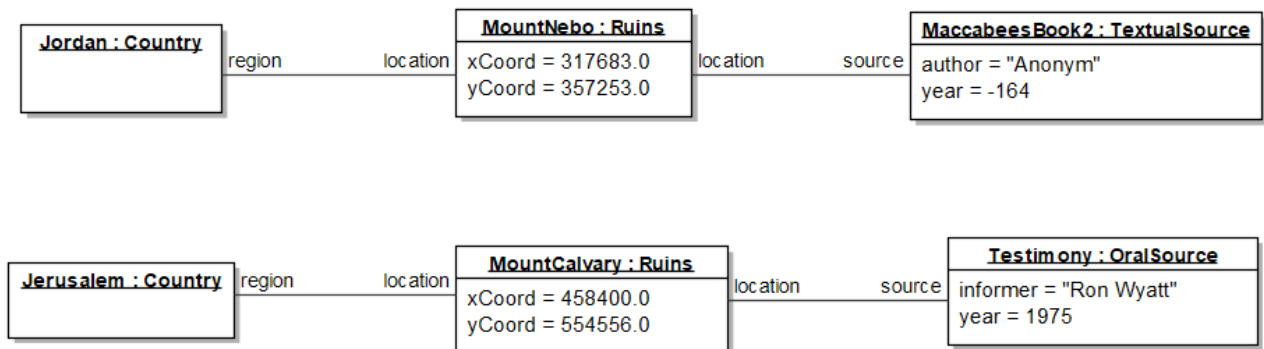 Jordan : Country
region
location
MountNebo : Ruins
xCoord = 317683.0
yCoord = 357253.0
location
source
MaccabeesBook2 : TextualSource
author = "Anonym"
year = -164
Jerusalem : Country
region
location
MountCalvary : Ruins
xCoord = 458400.0
yCoord = 554556.0
location
source
Testimony : OralSource
informer = "Ron Wyatt"
year = 1975